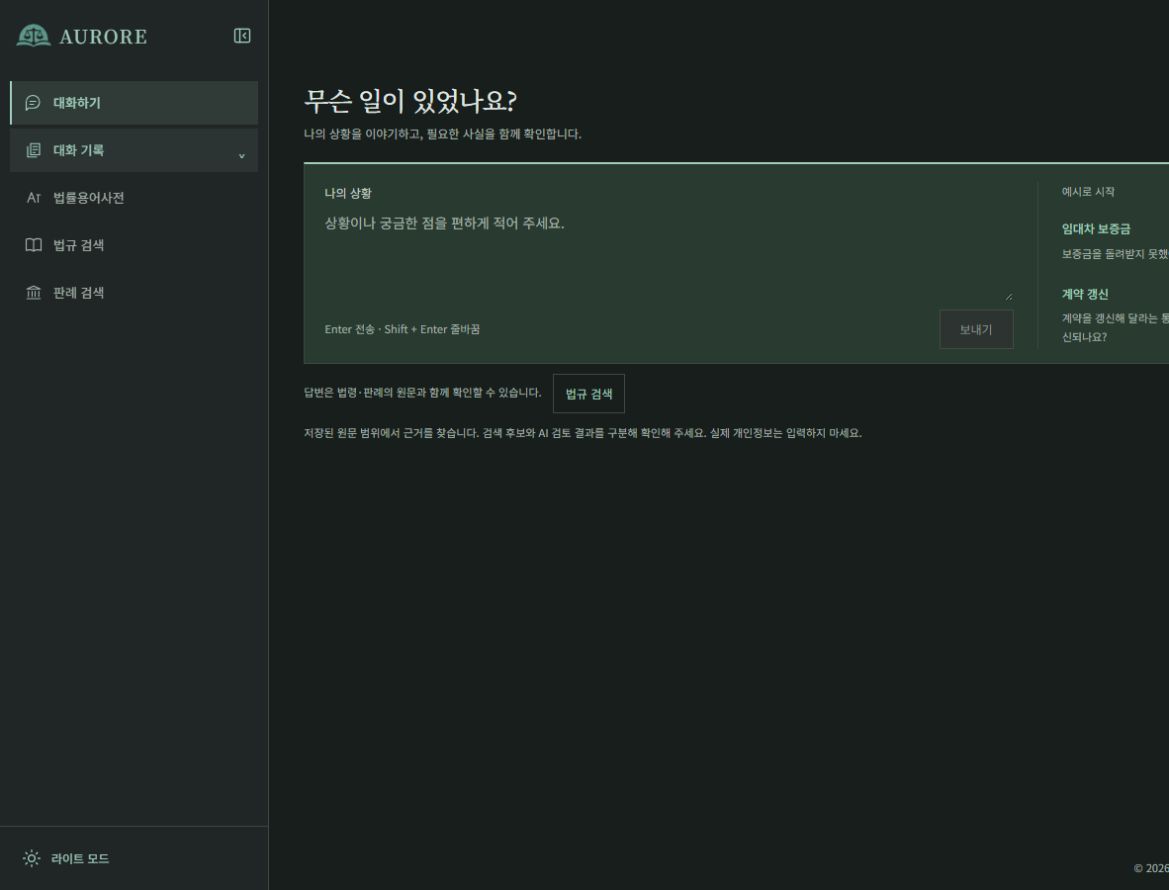 AURORE
대화하기
대화 기록
법률용어사전
법규 검색
판례 검색
라이트 모드
무슨 일이 있었나요?
나의 상황을 이야기하고, 필요한 사실을 함께 확인합니다.
나의 상황
상황이나 궁금한 점을 편하게 적어 주세요.
Enter 전송 · Shift + Enter 줄바꿈
보내기
예시로 시작
임대차 보증금
보증금을 돌려받지 못했
계약 갱신
계약을 갱신해 달라는 통
신되나요?
답변은 법령·판례의 원문과 함께 확인할 수 있습니다.
법규 검색
저장된 원문 범위에서 근거를 찾습니다. 검색 후보와 AI 검토 결과를 구분해 확인해 주세요. 실제 개인정보는 입력하지 마세요.
© 2026